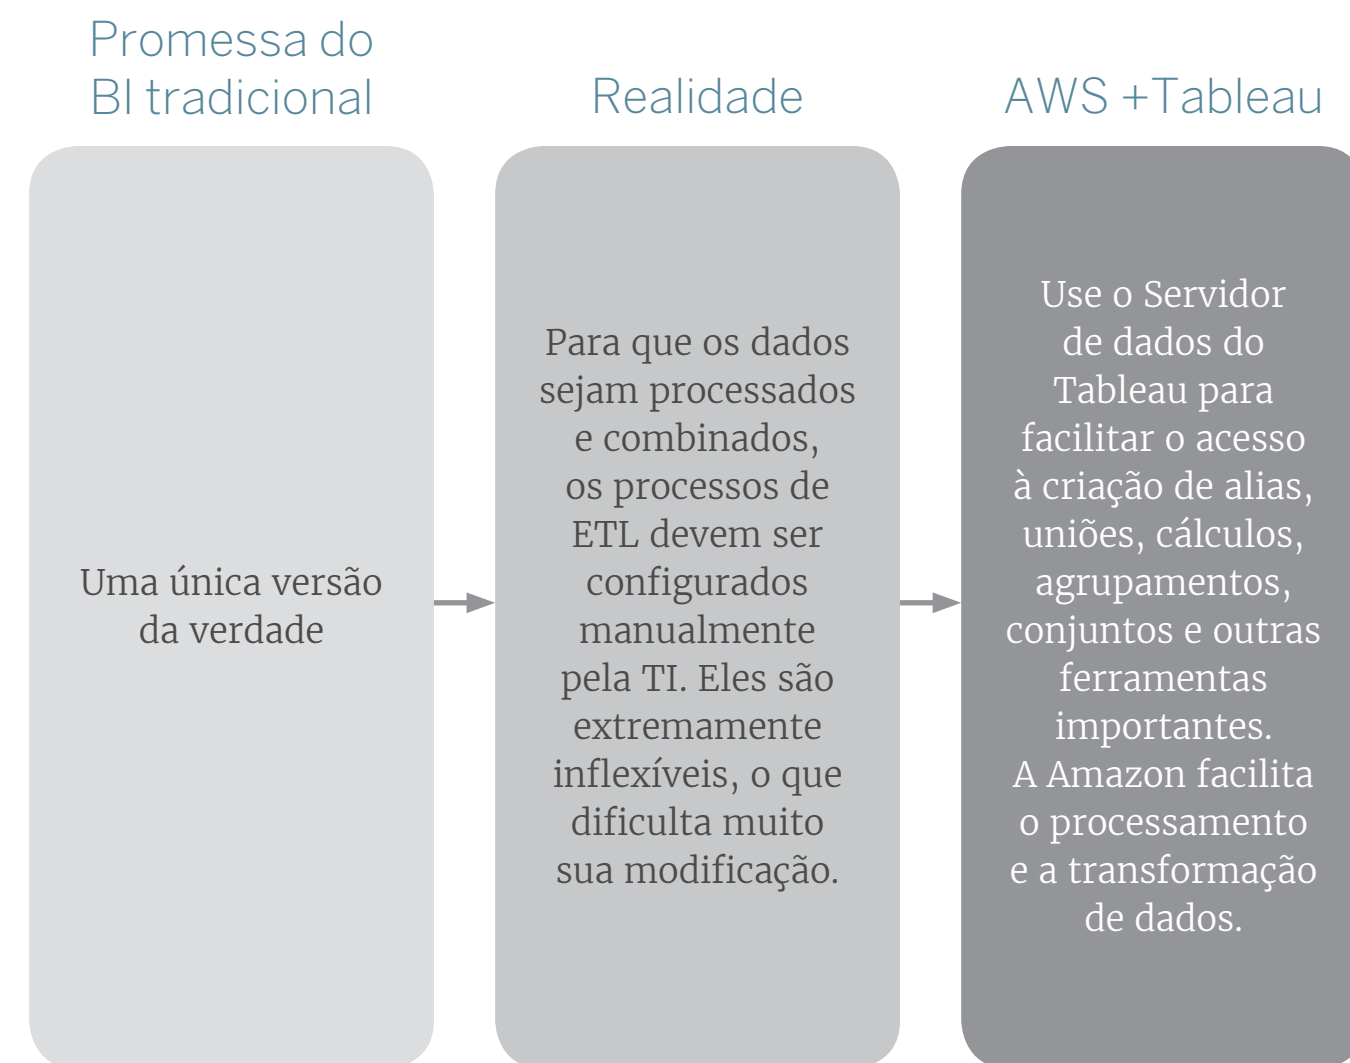 Promessa do
BI tradicional
Realidade
AWS +Tableau
Uma única versão
da verdade
Para que os dados
sejam processados
e combinados,
os processos de
ETL devem ser
configurados
manualmente
pela TI. Eles são
extremamente
inflexíveis, o que
dificulta muito
sua modificação.
Use o Servidor
de dados do
Tableau para
facilitar o acesso
à criação de alias,
uniões, cálculos,
agrupamentos,
conjuntos e outras
ferramentas
importantes.
A Amazon facilita
o processamento
e a transformação
de dados.